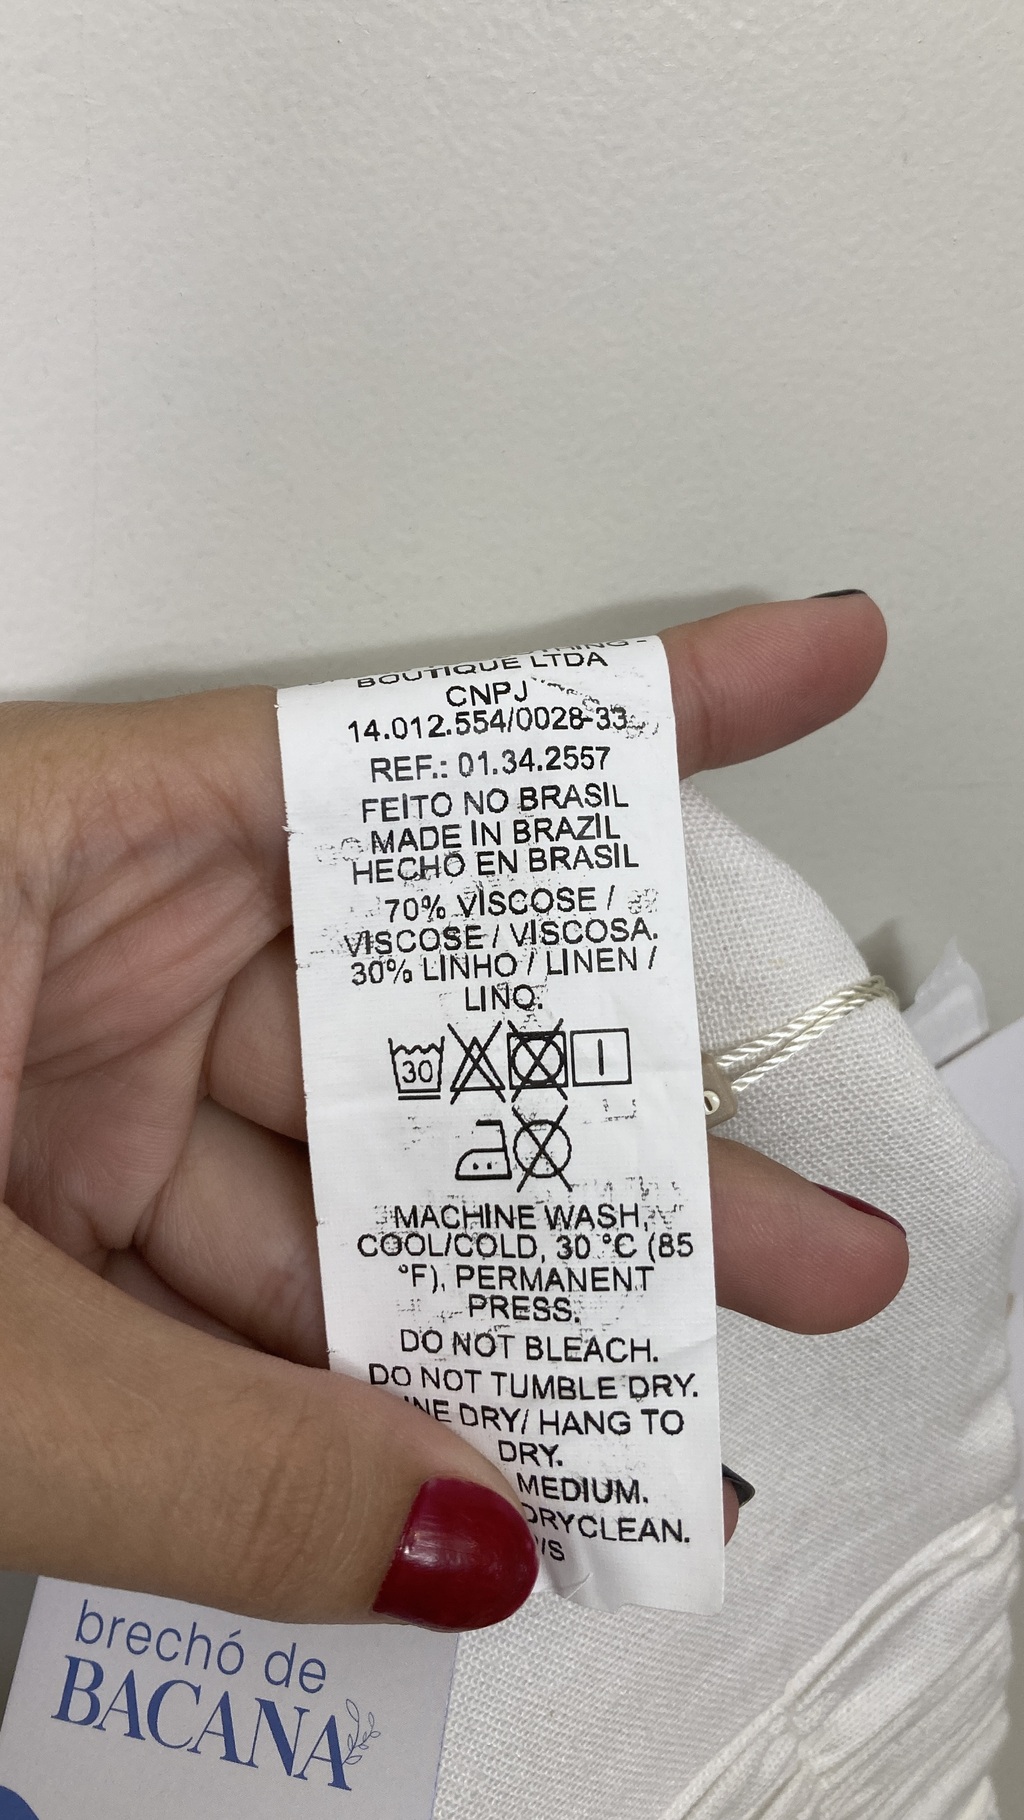 BOUTIQUE LTDA
CNPJ
14.012.554/0028-33
REF.: 01.34.2557
FEITO NO BRASIL
MADE IN BRAZIL
HECHO EN BRASIL
70% VISCOSE /
VISCOSE / VISCOSA.
30% LINHO / LINEN /
LINO.
30
MACHINE WASH,
COOL/COLD, 30 °C (85
°F), PERMANENT
PRESS.
DO NOT BLEACH.
DO NOT TUMBLE DRY.
DRY/ HANG TO
DRY.
MEDIUM.
DRYCLEAN.
brechó de
BACANA